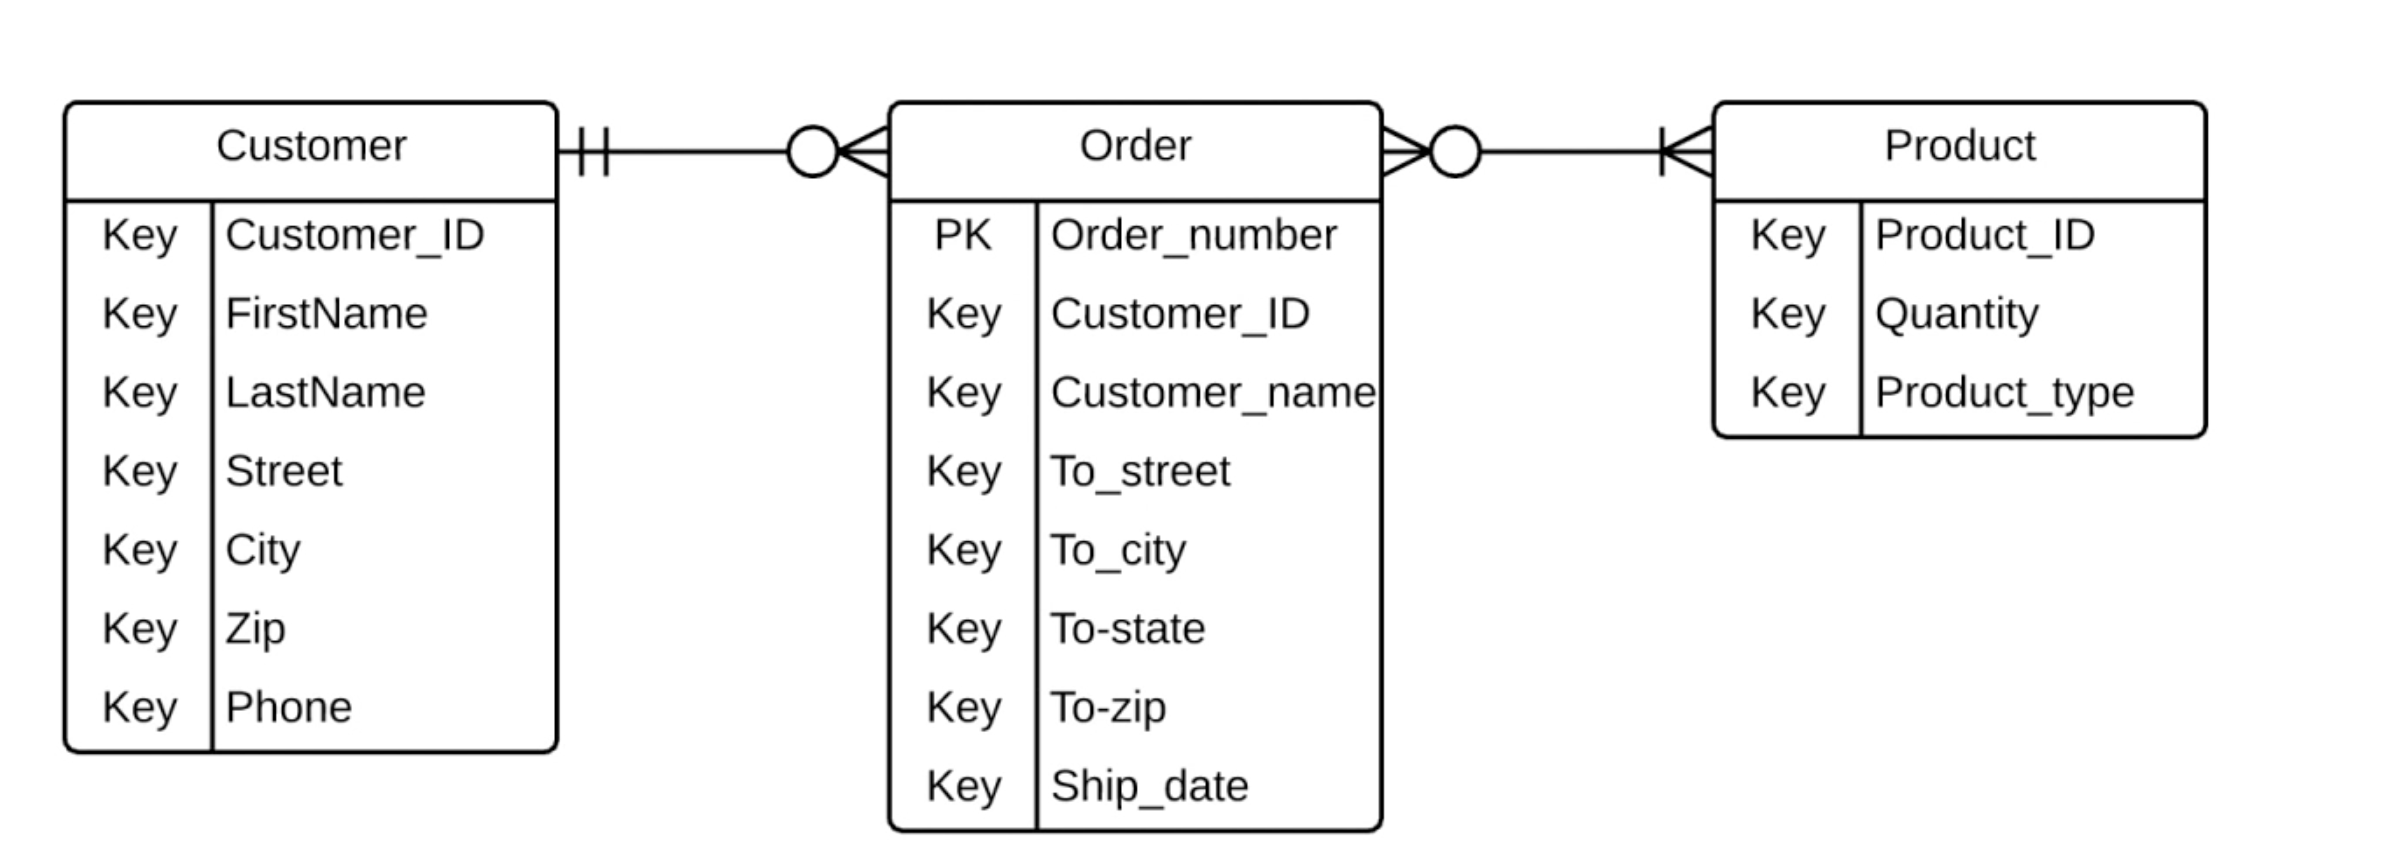 Customer
Key Customer_ID
Key FirstName
Key LastName
Key Street
Key City
Key Zip
Key Phone
Order
PK Order_number
Key Customer_ID
Key Customer_name
Key To_street
Key To_city
Key To-state
Key To-zip
Key Ship_date
Product
Key Product_ID
Key Quantity
Key Product_type